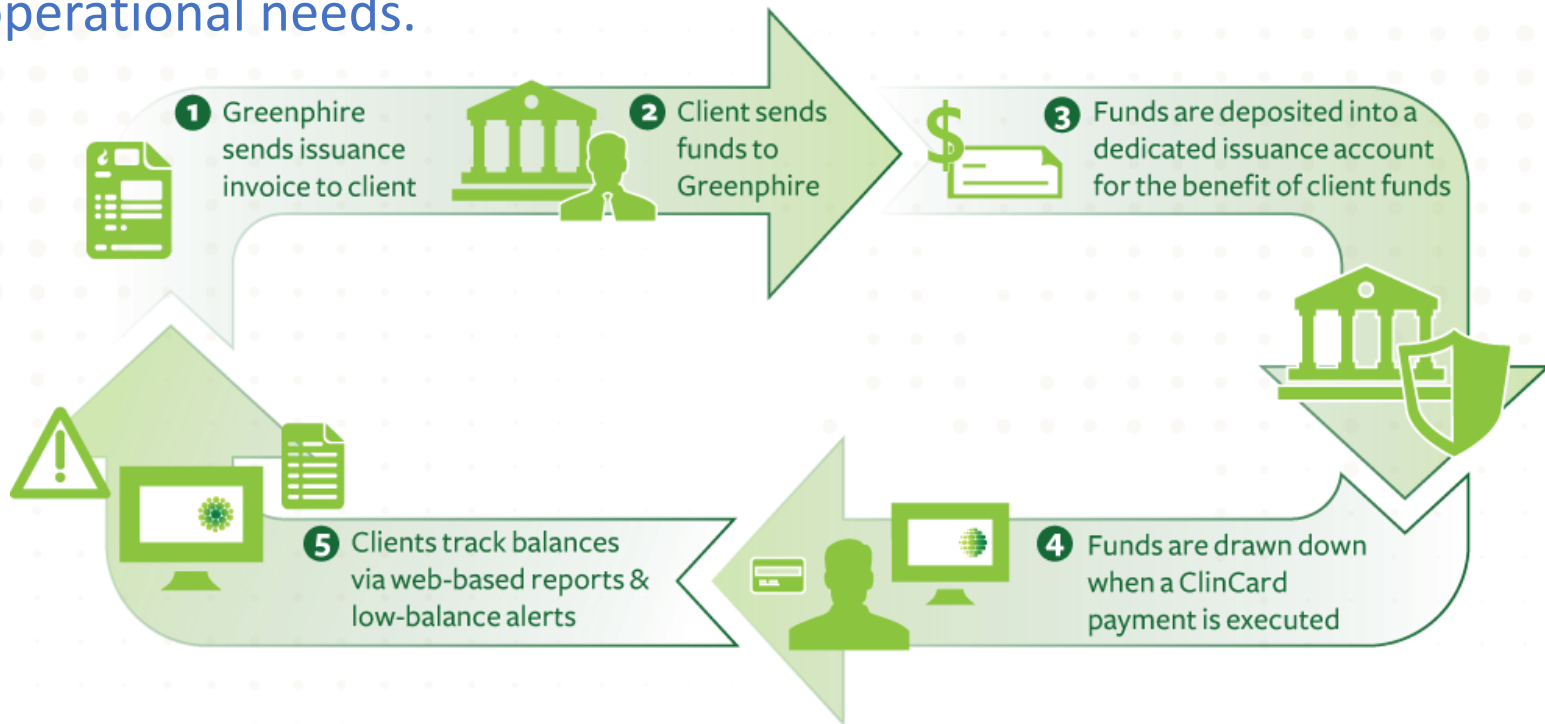 operational needs.
1 Greenphire
sends issuance
invoice to client
2 Client sends
funds to
Greenphire
$
3 Funds are deposited into a
dedicated issuance account
for the benefit of client funds
4 Funds are drawn down
when a ClinCard
payment is executed
5 Clients track balances
via web-based reports &
low-balance alerts